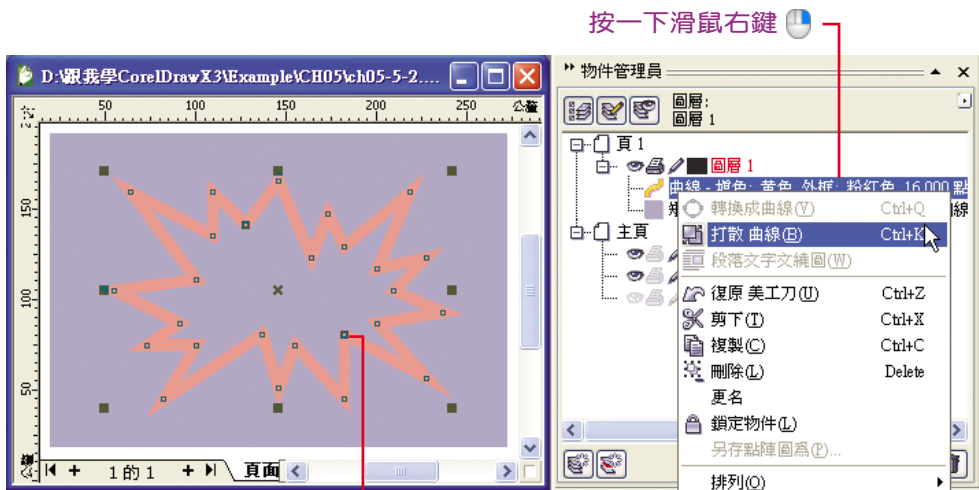 按一下滑鼠右鍵
D:\跟我學CorelDrawX3\Example\CH05\ch05-5-2....
物件管理員
50 100 150 200 250 公釐
圖層:
圖層 1
頁 1
圖層 1
曲線 - 填色: 黃色, 外框: 粉紅色 16.000 點
線
主頁
轉換成曲線(V) Ctrl+Q
打散 曲線(B) Ctrl+K
段落文字文繞圖(W)
復原 美工刀(U) Ctrl+Z
剪下(T) Ctrl+X
複製(C) Ctrl+C
刪除(L) Delete
更名
鎖定物件(L)
另存點陣圖為(P)...
排列(O)
150
100
50
1 的 1
頁面